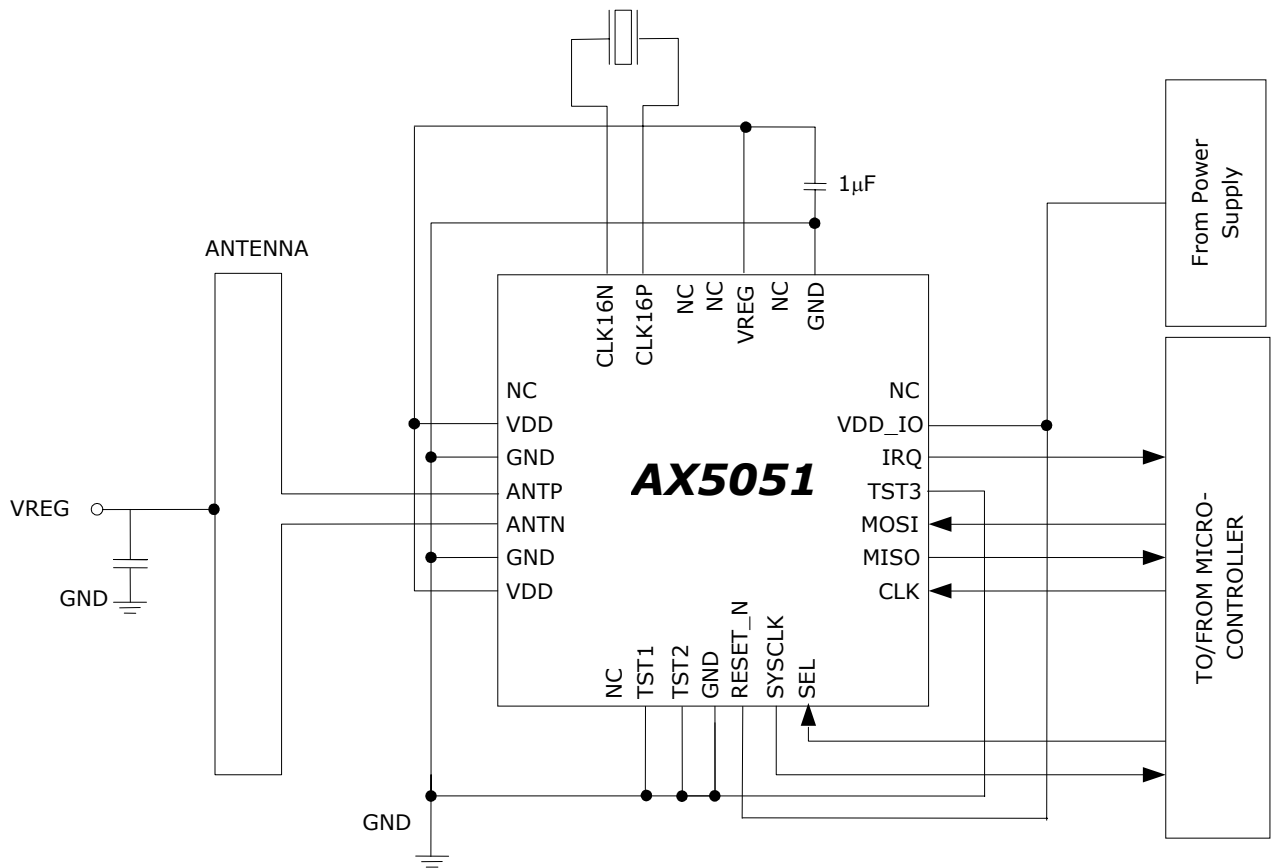 1μF
From Power
Supply
ANTENNA
CLK16N
CLK16P
NC
NC
VREG
NC
GND
NC
VDD
GND
ANTP
ANTN
GND
VDD
AX5051
NC
VDD_IO
IRQ
TST3
MOSI
MISO
CLK
VREG
GND
TO/FROM MICRO-
CONTROLLER
NC
TST1
TST2
GND
RESET_N
SYSCLK
SEL
GND